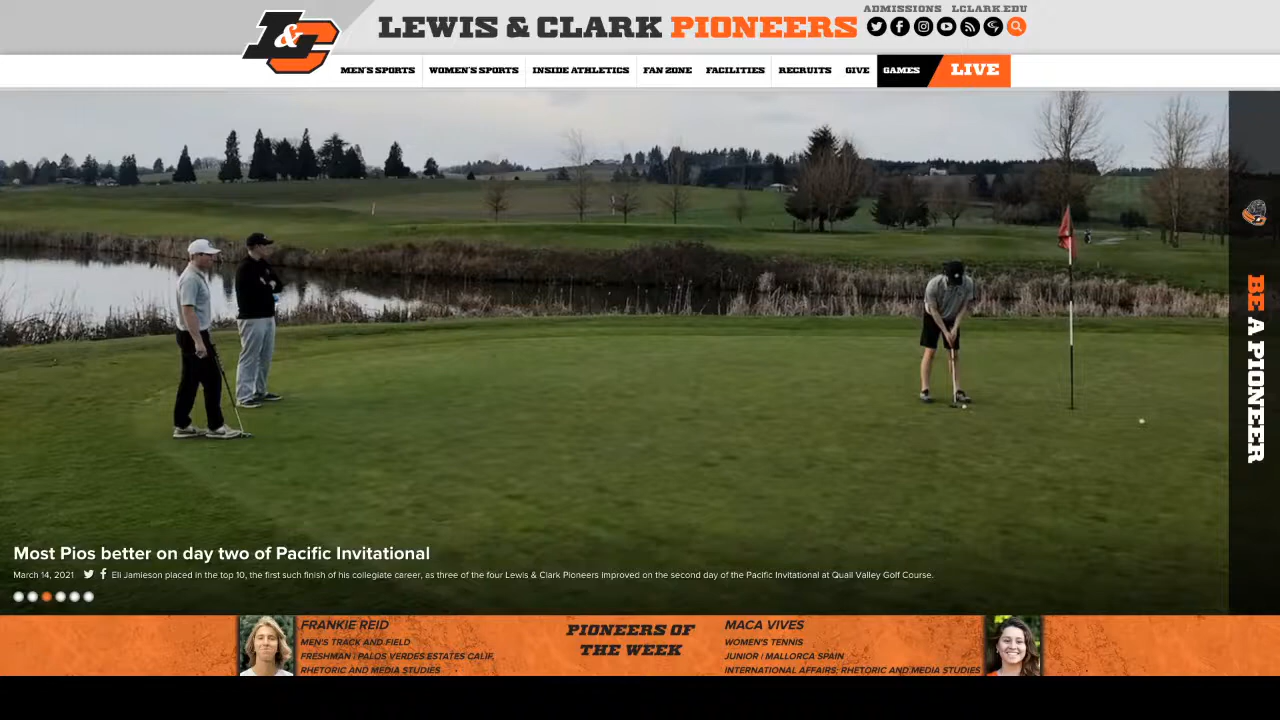 ADMISSIONS LCLARK.EDU
L&C
LEWIS & CLARK PIONEERS
MEN'S SPORTS WOMEN'S SPORTS INSIDE ATHLETICS FAN ZONE FACILITIES RECRUITS GIVE GAMES LIVE
BE A PIONEER
Most Pios better on day two of Pacific Invitational
March 14, 2021 Eli Jamieson placed in the top 10, the first such finish of his collegiate career, as three of the four Lewis & Clark Pioneers improved on the second day of the Pacific Invitational at Quail Valley Golf Course.
FRANKIE REID
MEN'S TRACK AND FIELD
FRESHMAN | PALOS VERDES ESTATES CALIF.
RHETORIC AND MEDIA STUDIES
PIONEERS OF
THE WEEK
MACA VIVES
WOMEN'S TENNIS
JUNIOR | MALLORCA SPAIN
INTERNATIONAL AFFAIRS; RHETORIC AND MEDIA STUDIES